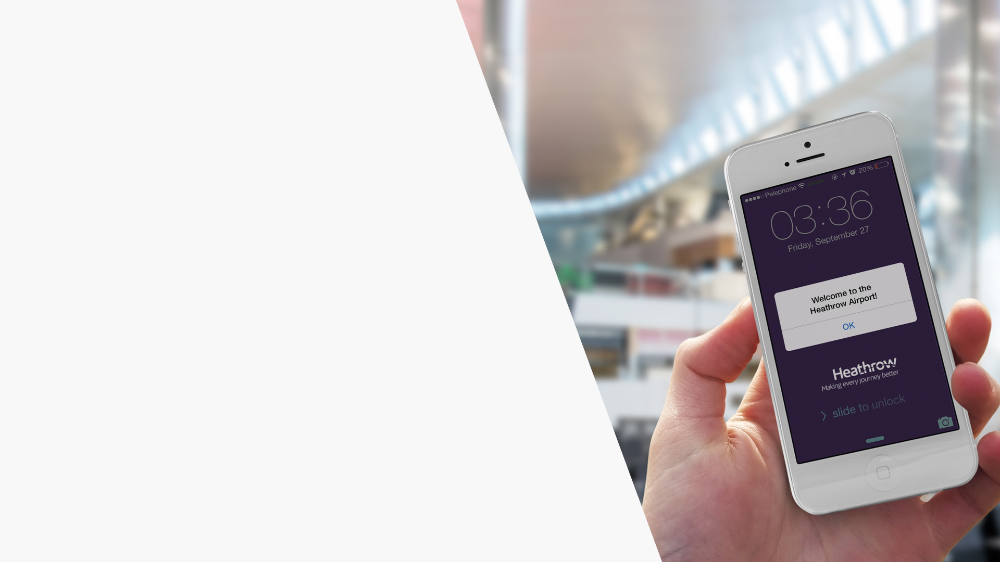 Pelephone 20%
03:36
Friday, September 27
Welcome to the
Heathrow Airport!
OK
Heathrow
Making every journey better
> slide to unlock